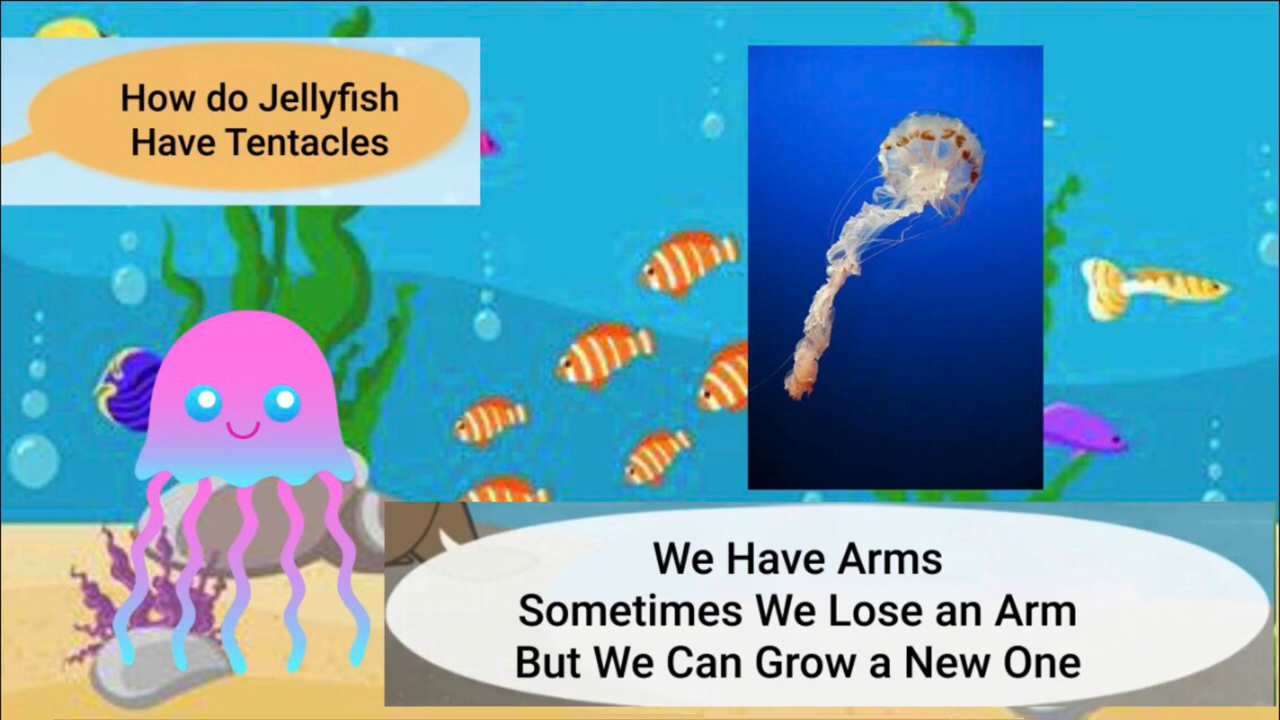 How do Jellyfish
Have Tentacles
We Have Arms
Sometimes We Lose an Arm
But We Can Grow a New One